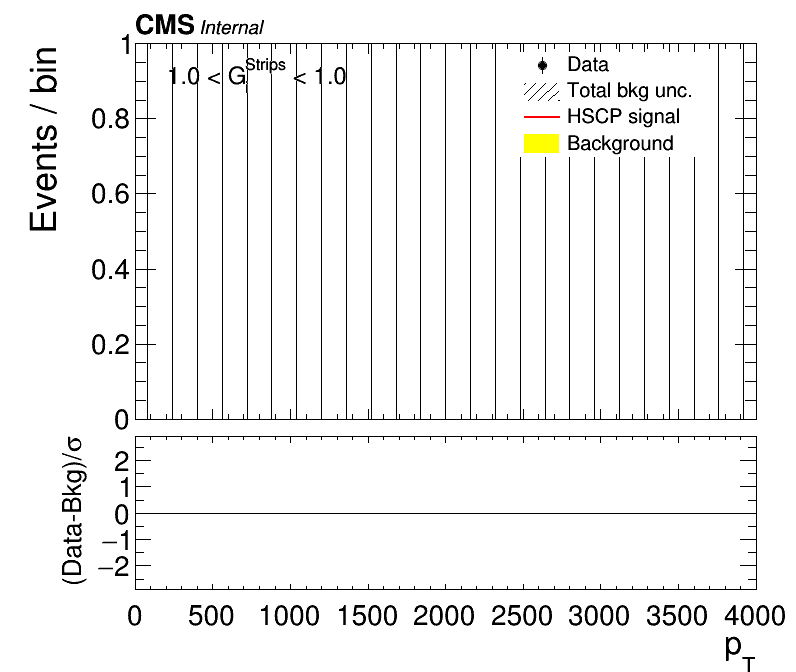 CMS Internal
Events / bin
1
0.8
0.6
0.4
0.2
0
1.0 < G_i^Strips < 1.0
Data
Total bkg unc.
HSCP signal
Background
(Data-Bkg)/σ
2
1
0
−1
−2
0 500 1000 1500 2000 2500 3000 3500 4000
p_T